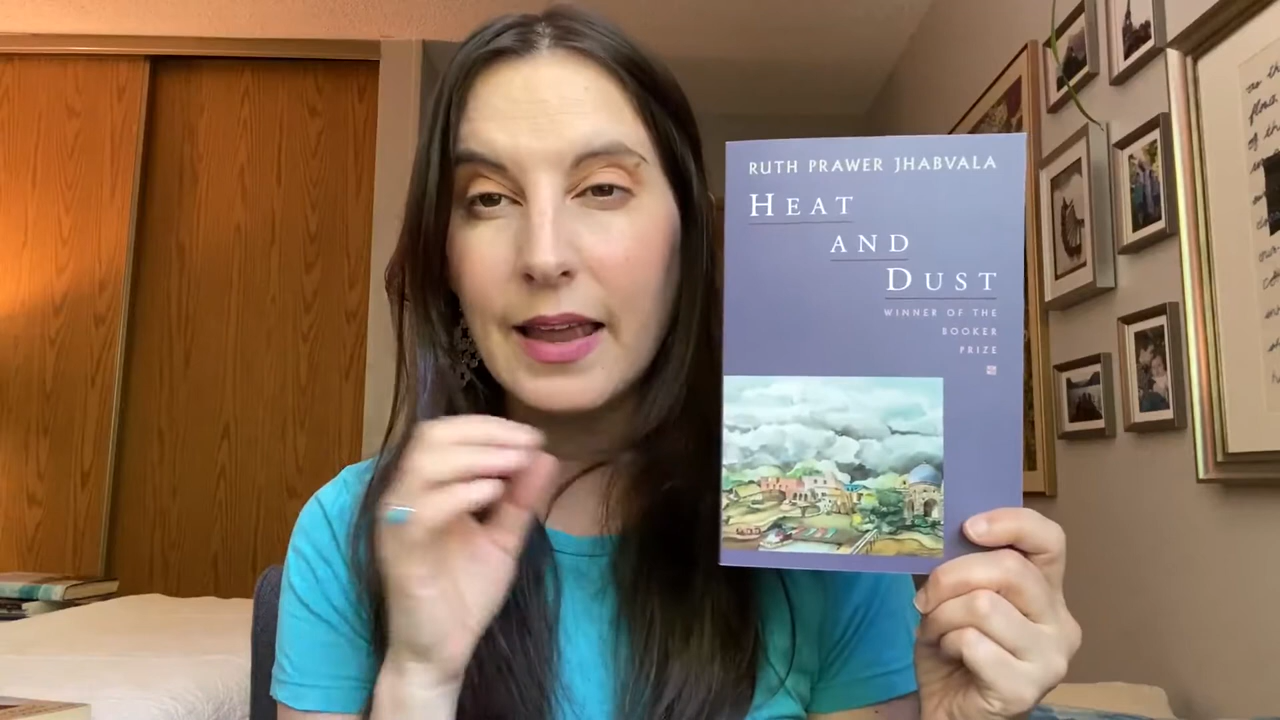 RUTH PRAWER JHABVALA
HEAT
AND
DUST
WINNER OF THE
BOOKER
PRIZE